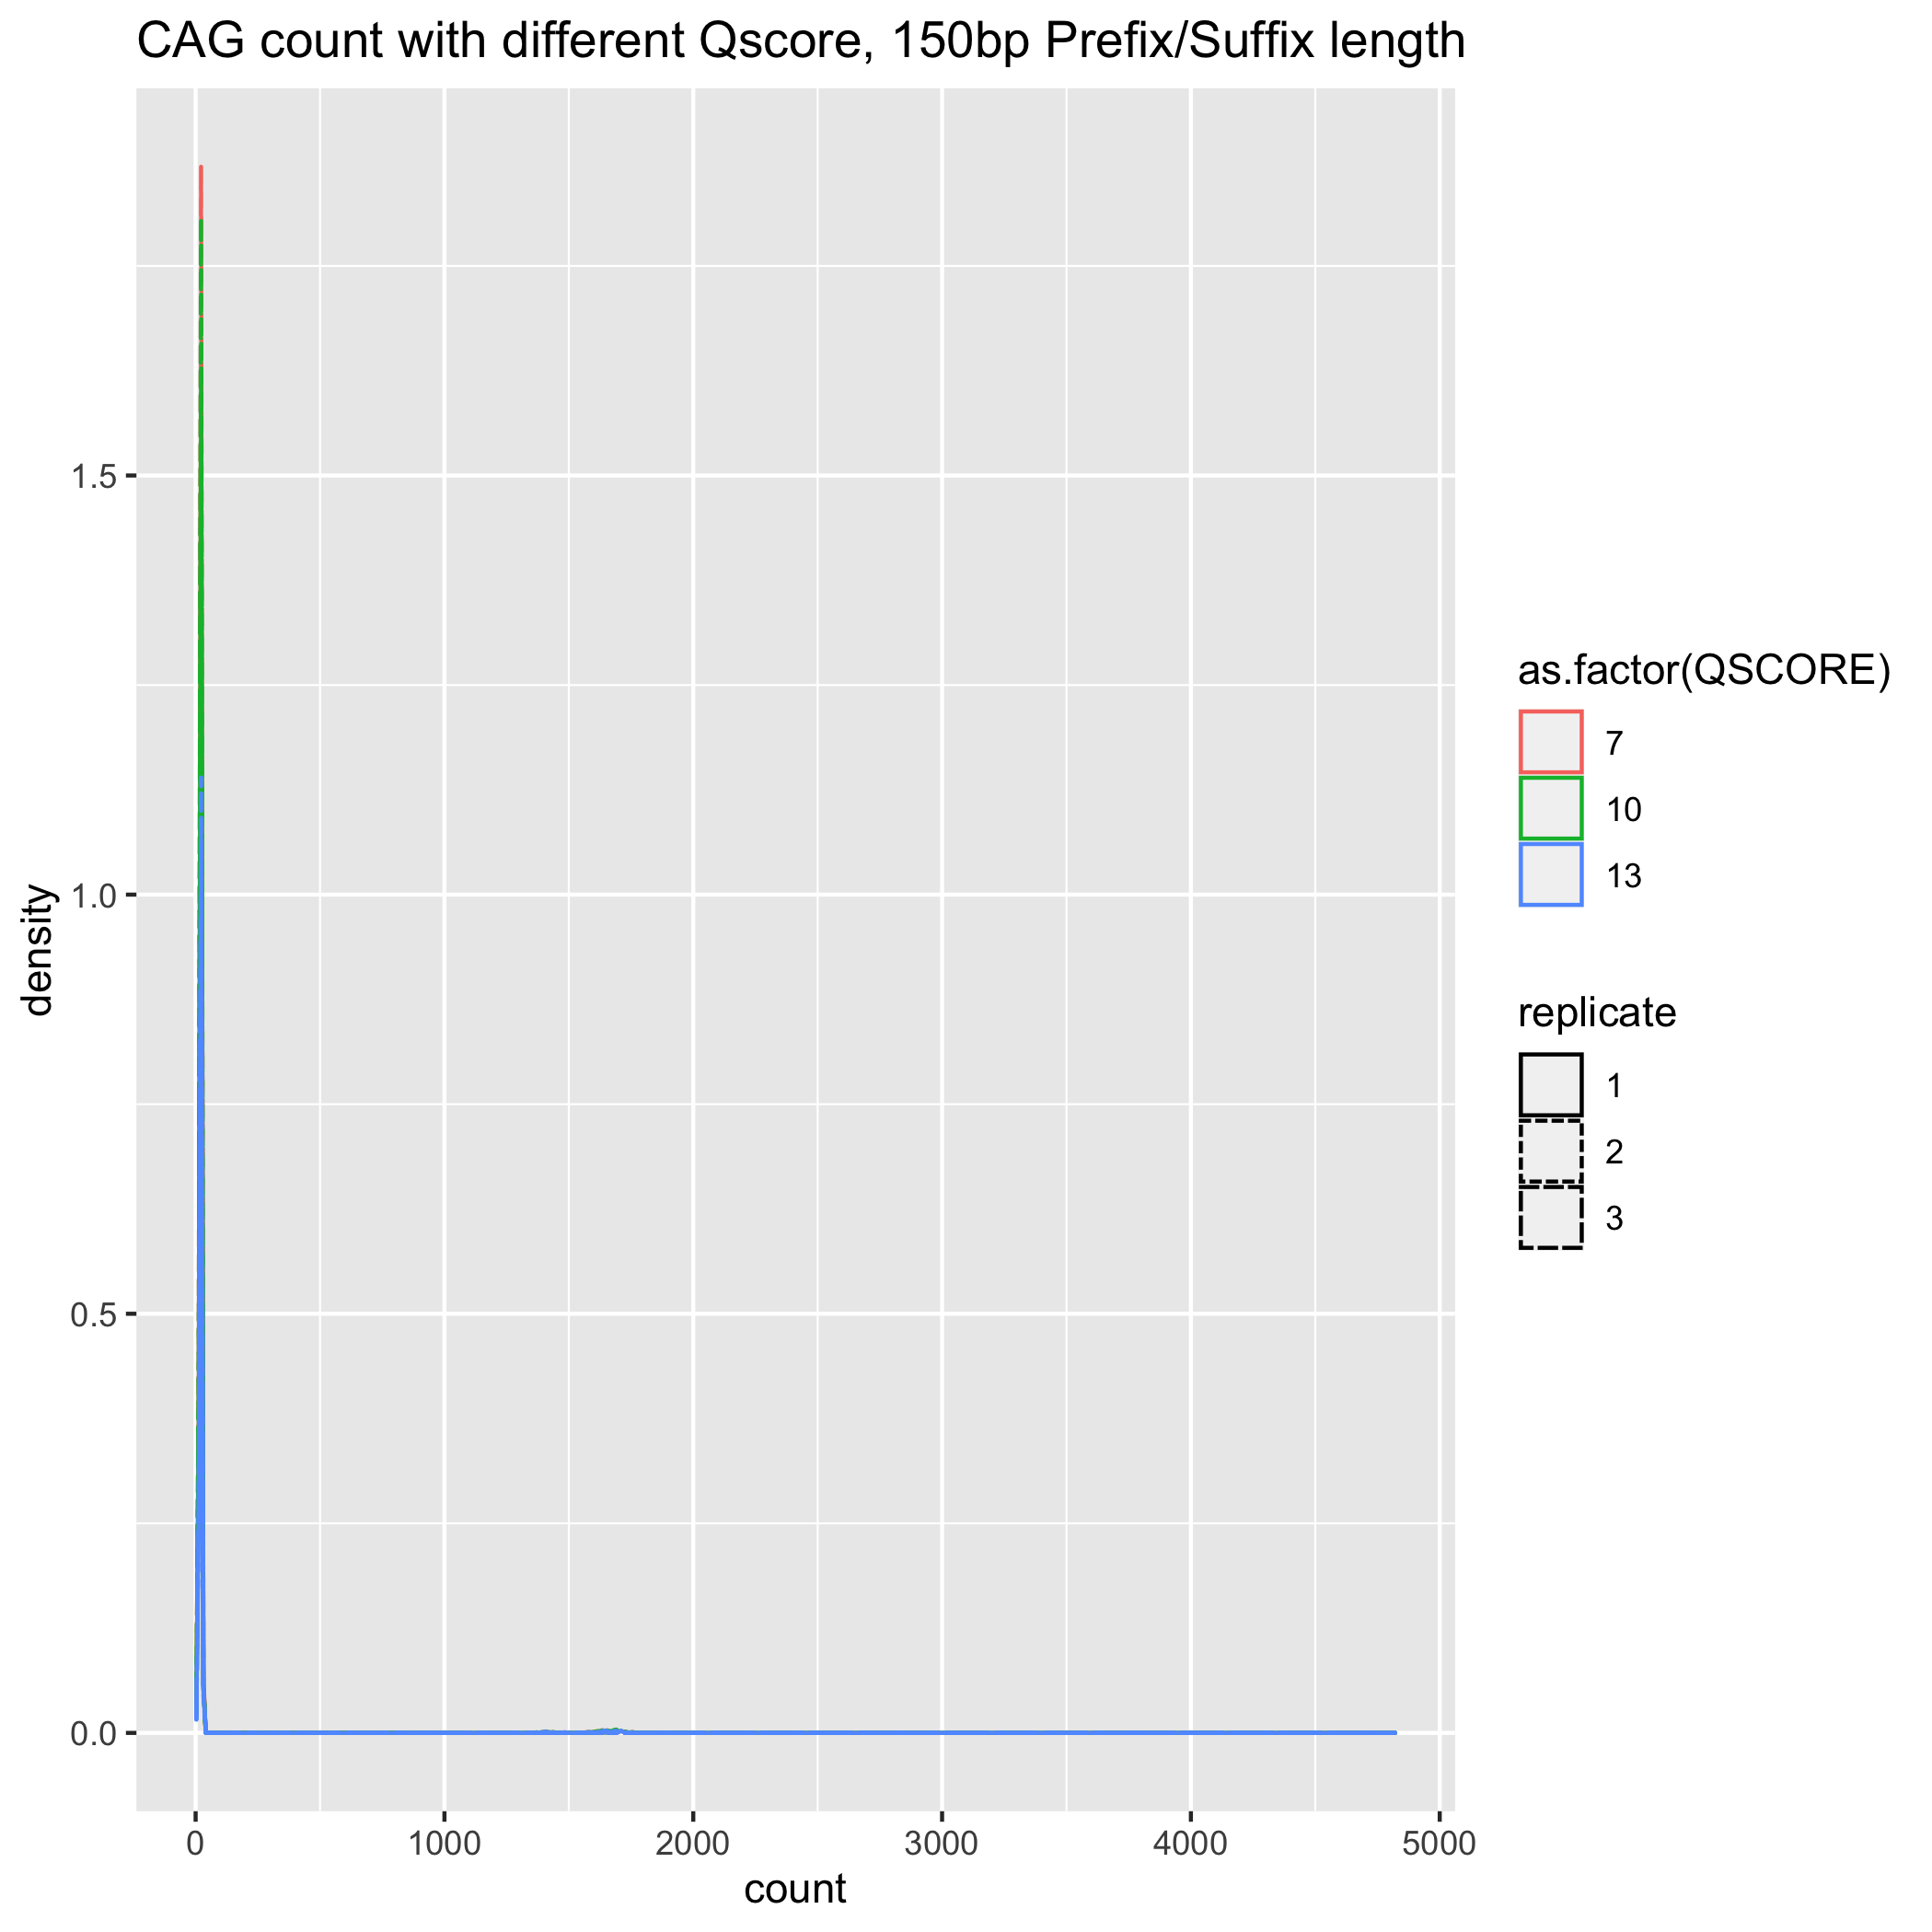 CAG count with different Qscore, 150bp Prefix/Suffix length
density
1.5
1.0
0.5
0.0
0 1000 2000 3000 4000 5000
count
as.factor(QSCORE)
7
10
13
replicate
1
2
3